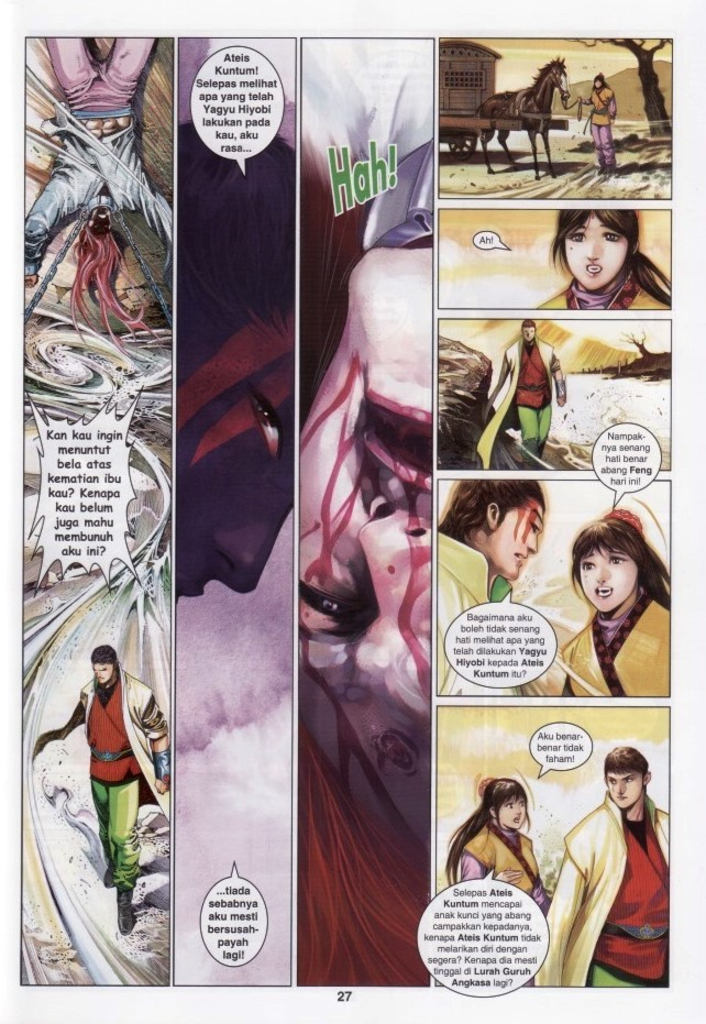 Kan kau ingin
menuntut
bela atas
kematian ibu
kau? Kenapa
kau belum
juga mahu
membunuh
aku ini?
Ateis
Kuntum!
Selepas melihat
apa yang telah
Yagyu Hiyobi
lakukan pada
kau, aku
rasa...
...tiada
sebabnya
aku mesti
bersusah-
payah
lagi!
Hah!
Ah!
Nampak-
nya senang
hati benar
abang Feng
hari ini!
Bagaimana aku
boleh tidak senang
hati melihat apa yang
telah dilakukan Yagyu
Hiyobi kepada Ateis
Kuntum itu?
Aku benar-
benar tidak
faham!
Selepas Ateis
Kuntum mencapai
anak kunci yang abang
campakkan kepadanya,
kenapa Ateis Kuntum tidak
melarikan diri dengan
segera? Kenapa dia mesti
tinggal di Lurah Guruh
Angkasa lagi?
27